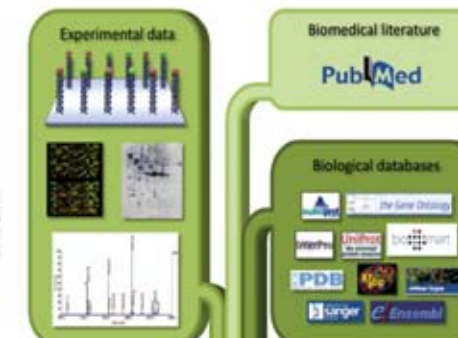 Experimental data
Biomedical literature
PubMed
Biological databases
the Gene Ontology
InterPro
UniProt
biomart
PDB
sanger
e! Ensembl